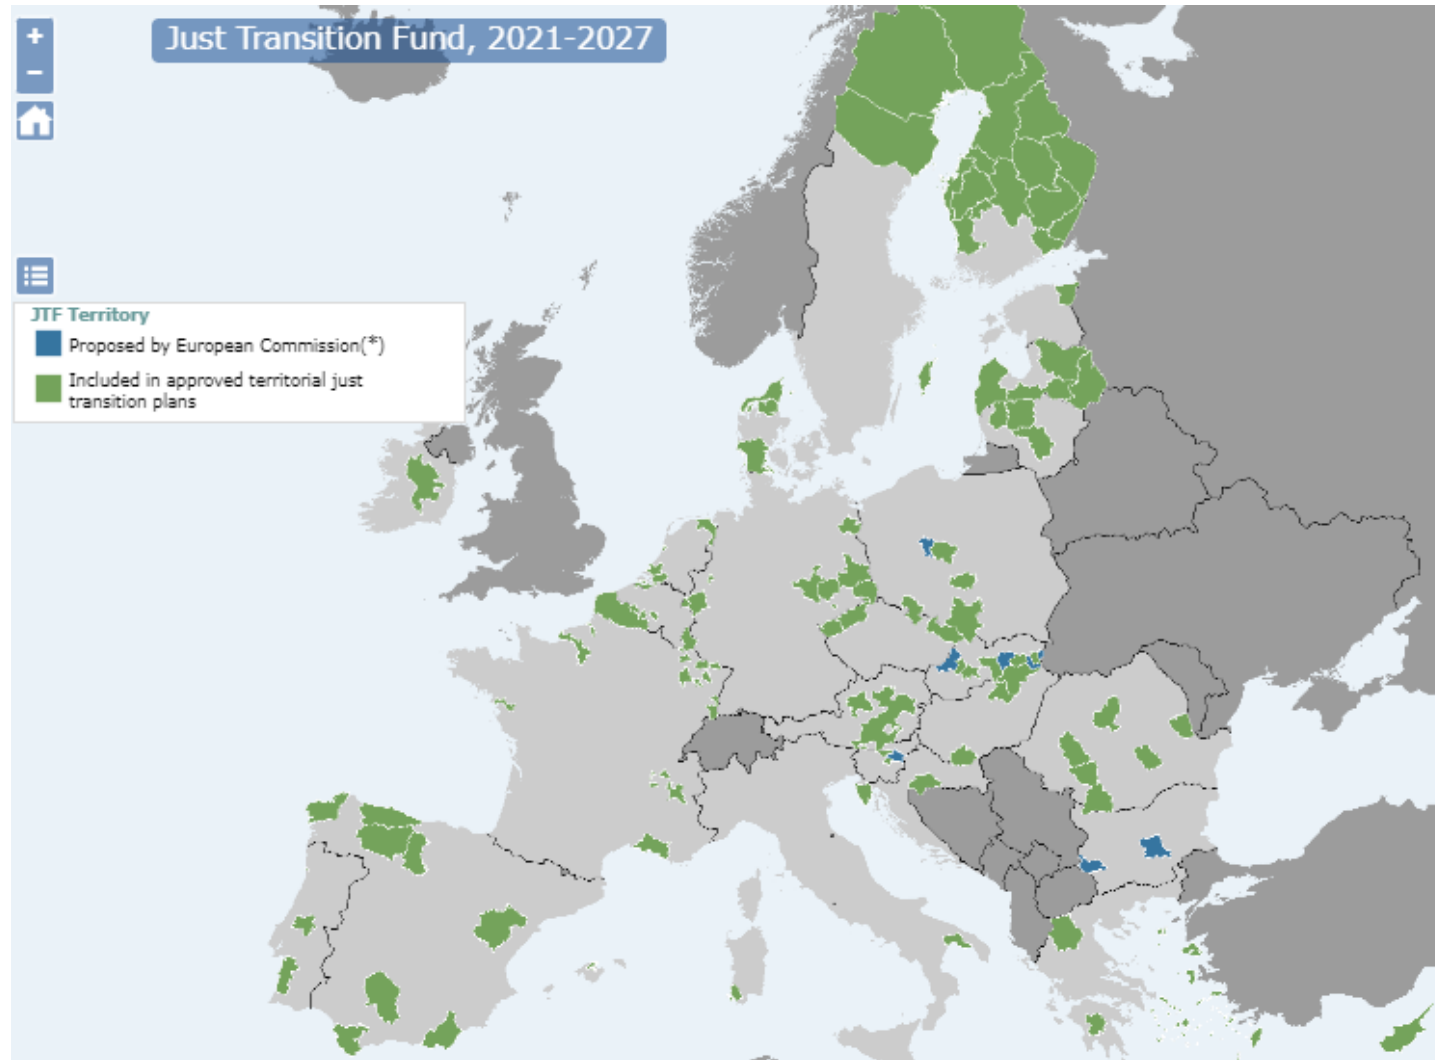 +
Just Transition Fund, 2021-2027
−
JTF Territory
Proposed by European Commission(*)
Included in approved territorial just
transition plans